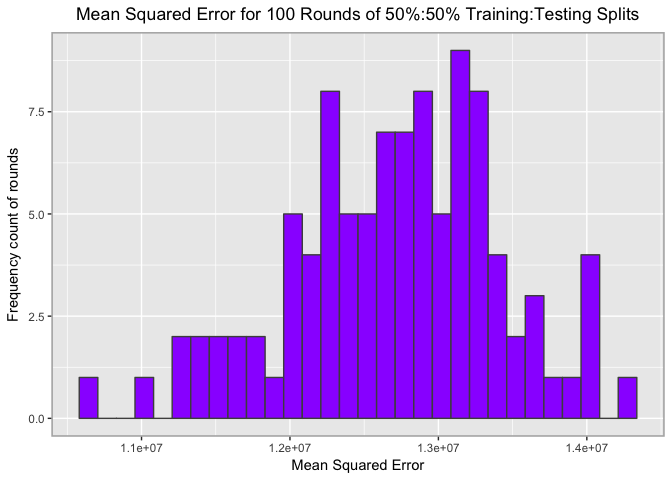 Mean Squared Error for 100 Rounds of 50%:50% Training:Testing Splits
Frequency count of rounds
7.5
5.0
2.5
0.0
1.1e+07 1.2e+07 1.3e+07 1.4e+07
Mean Squared Error